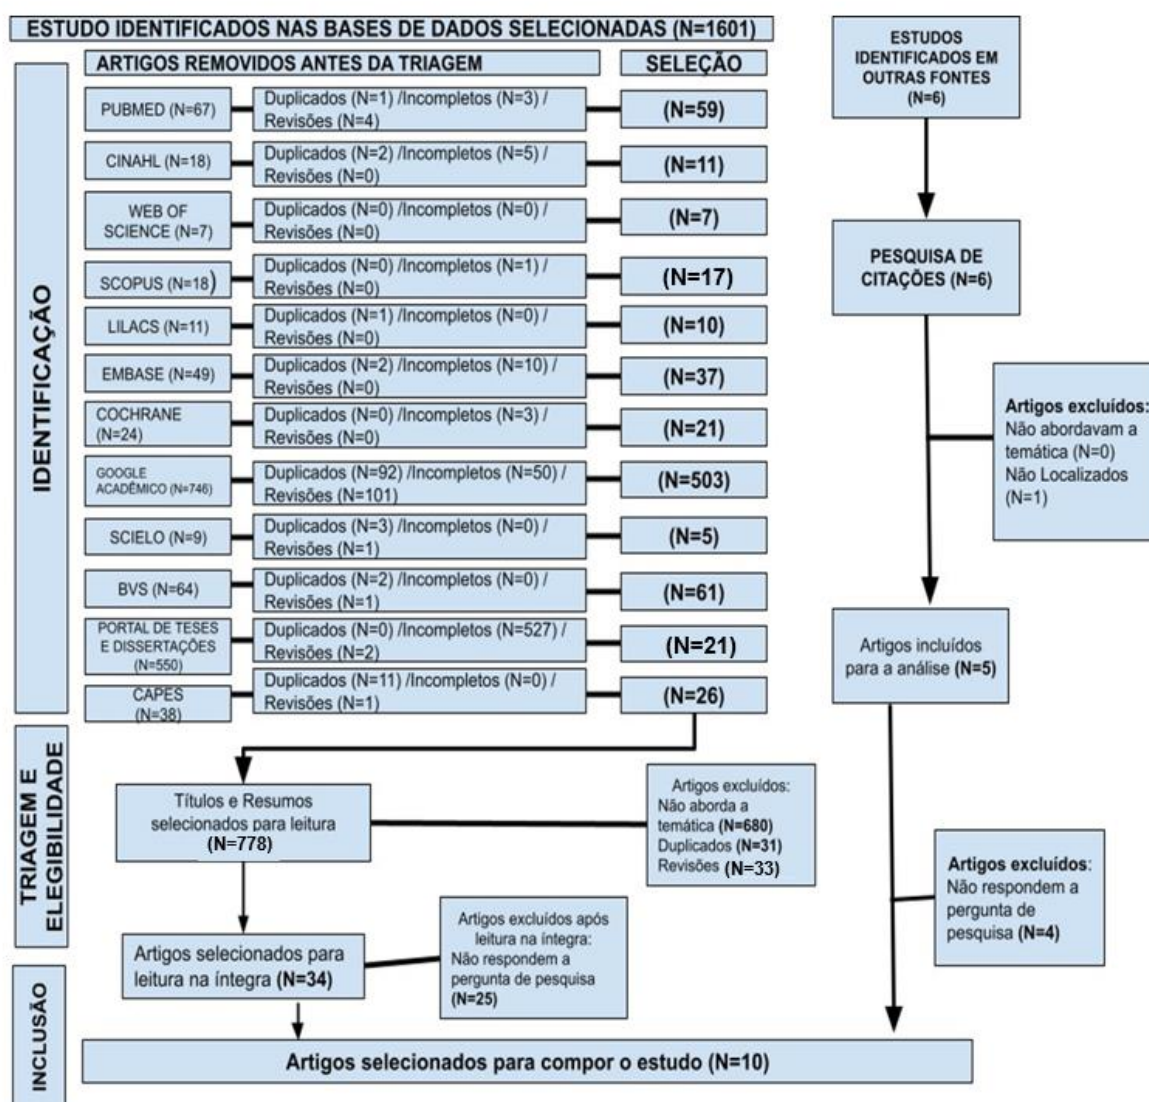 ESTUDO IDENTIFICADOS NAS BASES DE DADOS SELECIONADAS (N=1601)
IDENTIFICAÇÃO
ARTIGOS REMOVIDOS ANTES DA TRIAGEM
SELEÇÃO
PUBMED (N=67)
Duplicados (N=1) /Incompletos (N=3) /
Revisões (N=4)
(N=59)
CINAHL (N=18)
Duplicados (N=2) /Incompletos (N=5) /
Revisões (N=0)
(N=11)
WEB OF
SCIENCE (N=7)
Duplicados (N=0) /Incompletos (N=0) /
Revisões (N=0)
(N=7)
SCOPUS (N=18)
Duplicados (N=0) /Incompletos (N=1) /
Revisões (N=0)
(N=17)
LILACS (N=11)
Duplicados (N=1) /Incompletos (N=0) /
Revisões (N=0)
(N=10)
EMBASE (N=49)
Duplicados (N=2) /Incompletos (N=10) /
Revisões (N=0)
(N=37)
COCHRANE
(N=24)
Duplicados (N=0) /Incompletos (N=3) /
Revisões (N=0)
(N=21)
GOOGLE
ACADÊMICO (N=746)
Duplicados (N=92) /Incompletos (N=50) /
Revisões (N=101)
(N=503)
SCIELO (N=9)
Duplicados (N=3) /Incompletos (N=0) /
Revisões (N=1)
(N=5)
BVS (N=64)
Duplicados (N=2) /Incompletos (N=0) /
Revisões (N=1)
(N=61)
PORTAL DE TESES
E DISSERTAÇÕES
(N=550)
Duplicados (N=0) /Incompletos (N=527) /
Revisões (N=2)
(N=21)
CAPES
(N=38)
Duplicados (N=11) /Incompletos (N=0) /
Revisões (N=1)
(N=26)
TRIAGEM E
ELEGIBILIDADE
Títulos e Resumos
selecionados para leitura
(N=778)
Artigos excluídos:
Não aborda a
temática (N=680)
Duplicados (N=31)
Revisões (N=33)
Artigos selecionados para
leitura na íntegra (N=34)
Artigos excluídos após
leitura na íntegra:
Não respondem a
pergunta de pesquisa
(N=25)
INCLUSÃO
Artigos selecionados para compor o estudo (N=10)
ESTUDOS
IDENTIFICADOS EM
OUTRAS FONTES
(N=6)
PESQUISA DE
CITAÇÕES (N=6)
Artigos excluídos:
Não abordavam a
temática (N=0)
Não Localizados
(N=1)
Artigos incluídos
para a análise (N=5)
Artigos excluídos:
Não respondem a
pergunta de
pesquisa (N=4)